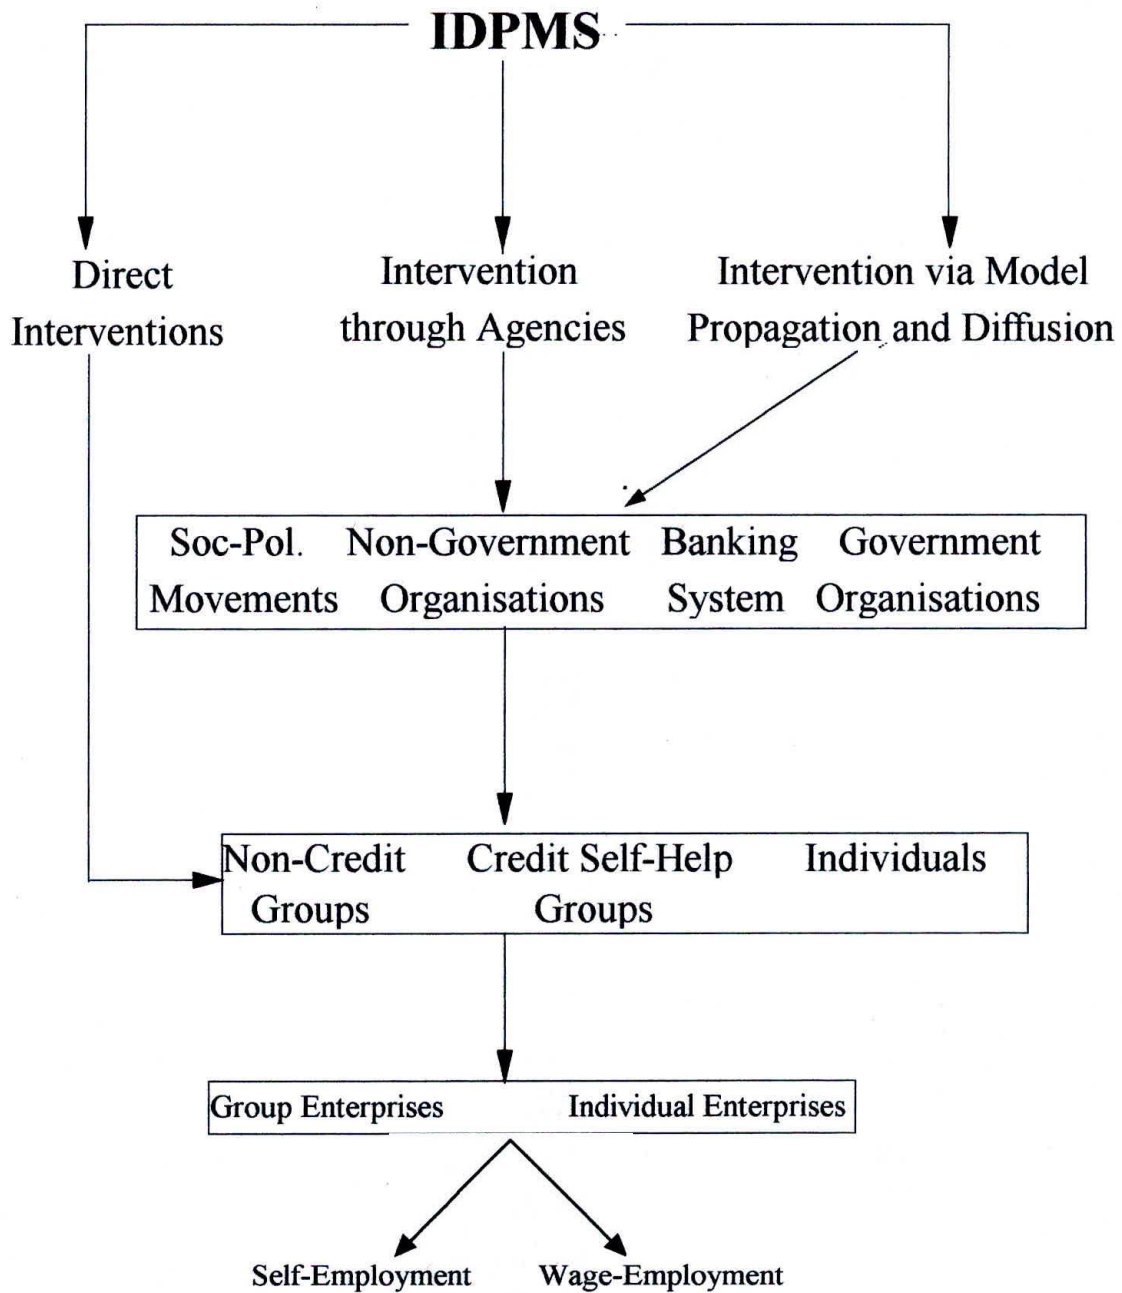 IDPMS
Direct
Interventions
Intervention
through Agencies
Intervention via Model
Propagation and Diffusion
Soc-Pol. Non-Government Banking Government
Movements Organisations System Organisations
Non-Credit Credit Self-Help Individuals
Groups Groups
Group Enterprises Individual Enterprises
Self-Employment Wage-Employment